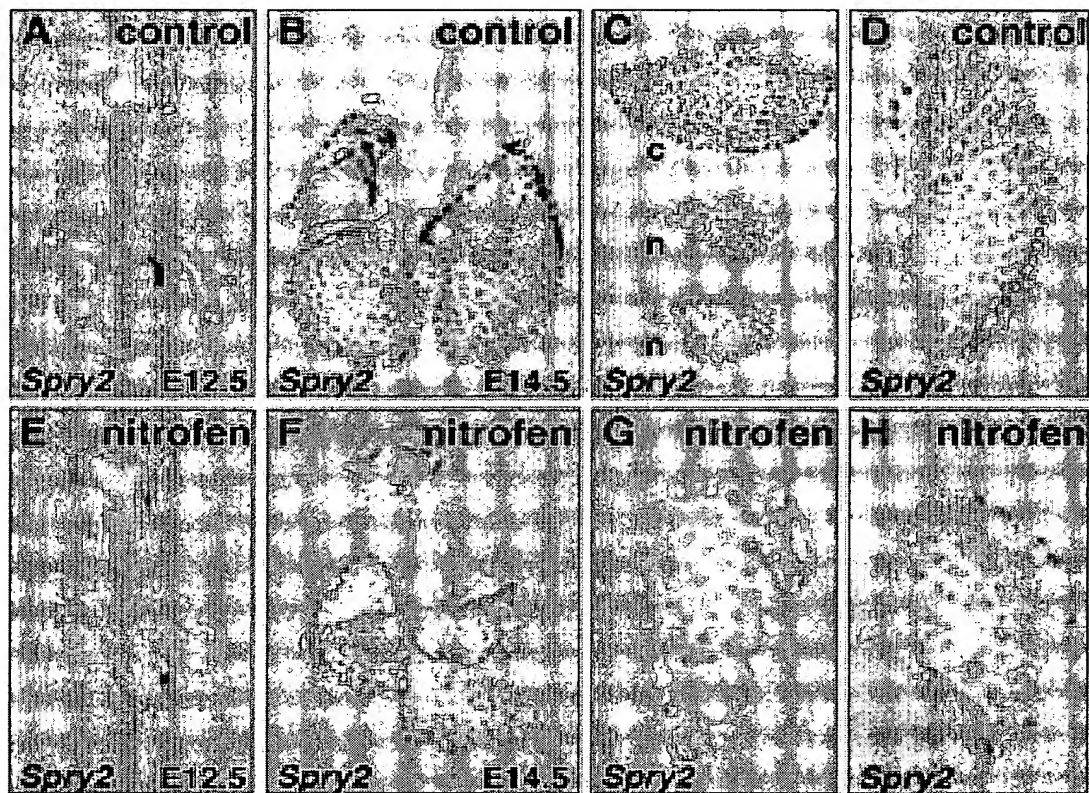 A control
B control
C
c
n
n
D control
Spry2
Spry2 E12.5
Spry2 E14.5
Spry2
E nitrofen
F nitrofen
G nitrofen
H nitrofen
Spry2 E12.5
Spry2 E14.5
Spry2
Spry2